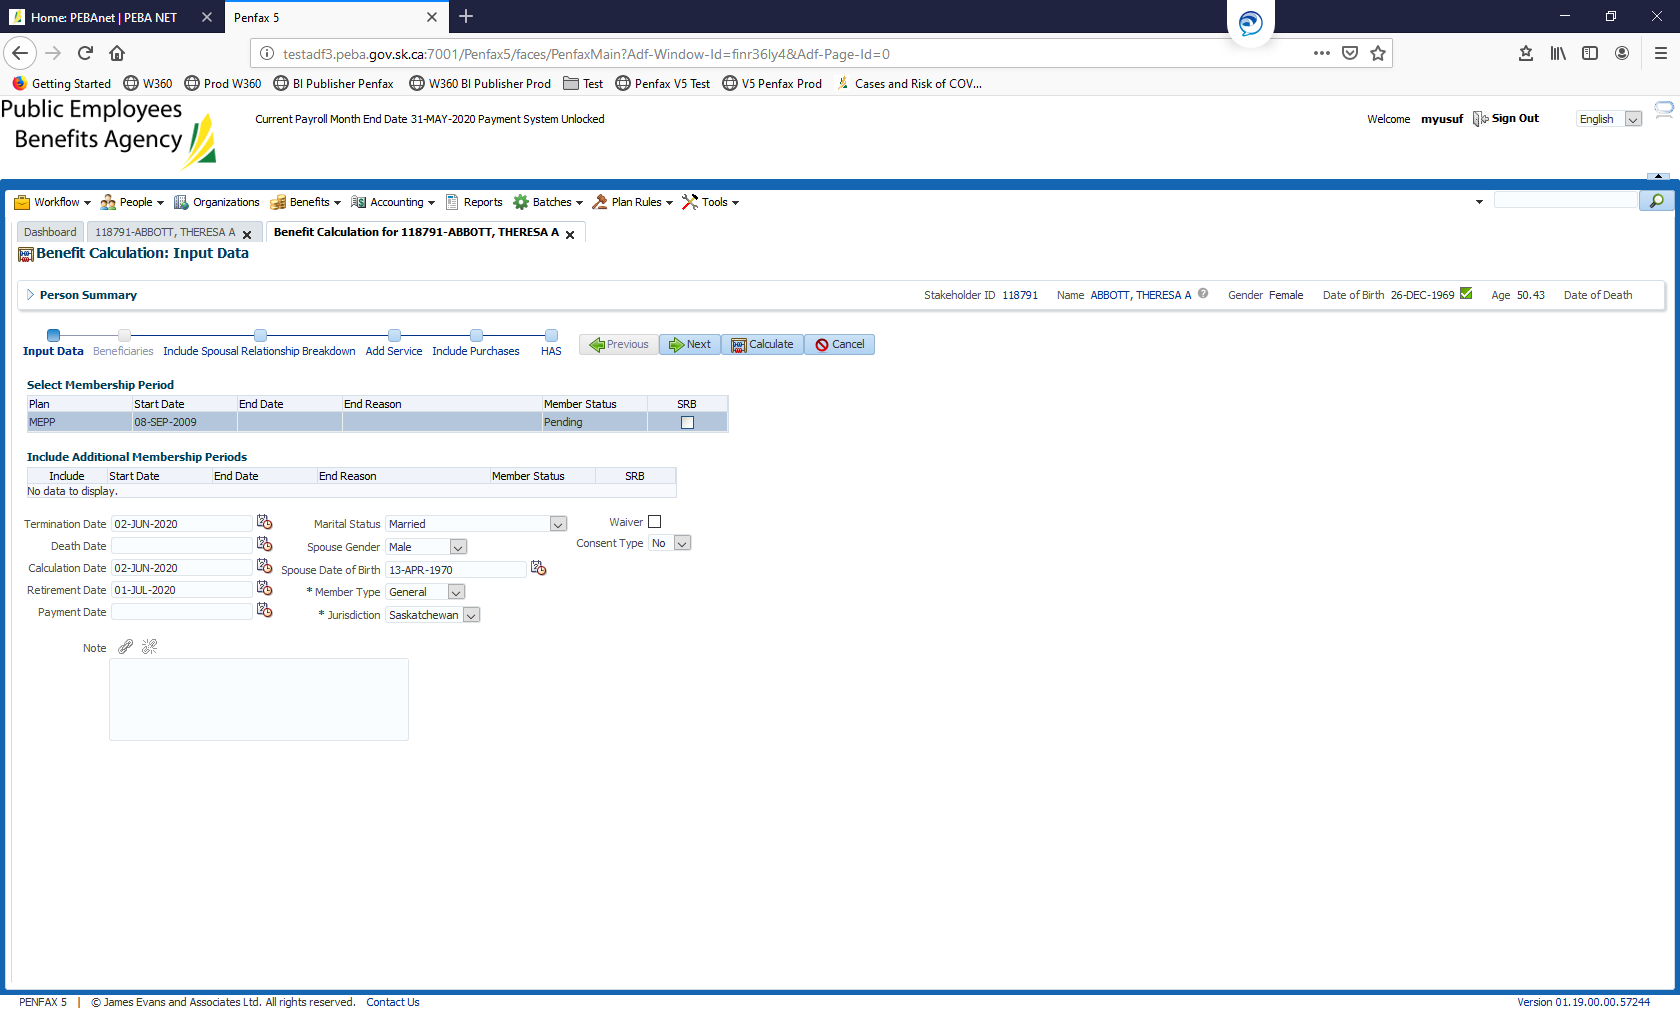 Home: PEBAnet | PEBA NET
Penfax 5
testadf3.peba.gov.sk.ca:7001/Penfax5/faces/PenfaxMain?Adf-Window-Id=finr36ly4&Adf-Page-Id=0
Getting Started W360 Prod W360 BI Publisher Penfax W360 BI Publisher Prod Test Penfax V5 Test V5 Penfax Prod Cases and Risk of COV...
Public Employees
Benefits Agency
Current Payroll Month End Date 31-MAY-2020 Payment System Unlocked
Welcome myusuf Sign Out English
Workflow People Organizations Benefits Accounting Reports Batches Plan Rules Tools
Dashboard 118791-ABBOTT, THERESA A Benefit Calculation for 118791-ABBOTT, THERESA A
Benefit Calculation: Input Data
Person Summary Stakeholder ID 118791 Name ABBOTT, THERESA A Gender Female Date of Birth 26-DEC-1969 Age 50.43 Date of Death
Input Data Beneficiaries Include Spousal Relationship Breakdown Add Service Include Purchases HAS
Previous Next Calculate Cancel
Select Membership Period
Plan Start Date End Date End Reason Member Status SRB
MEPP 08-SEP-2009 Pending
Include Additional Membership Periods
Include Start Date End Date End Reason Member Status SRB
No data to display.
Termination Date 02-JUN-2020 Marital Status Married Waiver
Death Date Spouse Gender Male Consent Type No
Calculation Date 02-JUN-2020 Spouse Date of Birth 13-APR-1970
Retirement Date 01-JUL-2020 * Member Type General
Payment Date * Jurisdiction Saskatchewan
Note
PENFAX 5 | © James Evans and Associates Ltd. All rights reserved. Contact Us
Version 01.19.00.00.57244